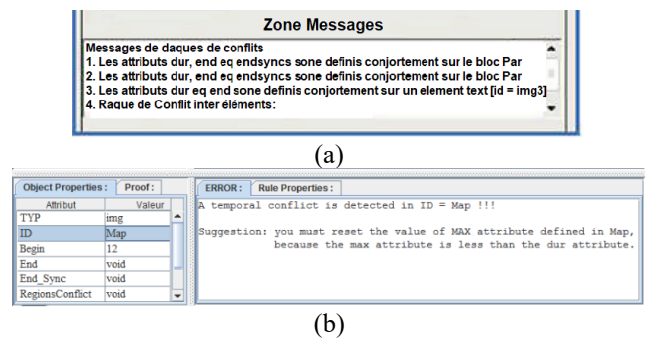 Zone Messages
Messages de daques de conflits
1. Les attributs dur, end eq endsyncs sone definis conjortement sur le bloc Par
2. Les attributs dur, end eq endsyncs sone definis conjortement sur le bloc Par
3. Les attributs dur eq end sone definis conjortement sur un element text [id = img3]
4. Raque de Conflit inter éléments:
(a)
Object Properties : Proof : ERROR : Rule Properties :
Attribut Valeur
TYP img
ID Map
Begin 12
End void
End_Sync void
RegionsConflict void
A temporal conflict is detected in ID = Map !!!
Suggestion: you must reset the value of MAX attribute defined in Map,
because the max attribute is less than the dur attribute.
(b)